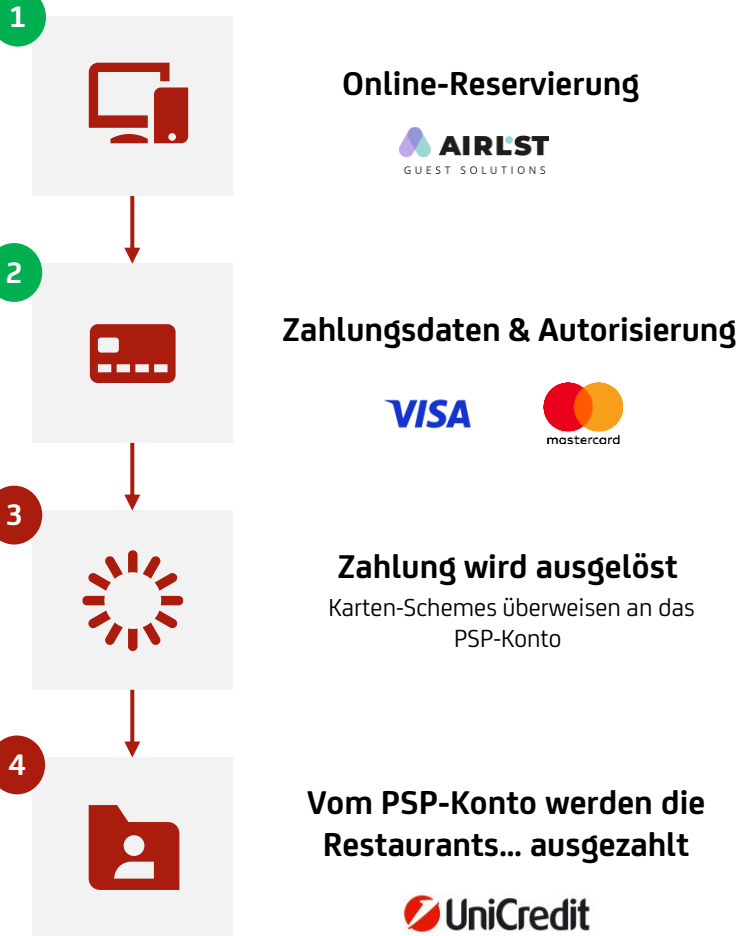 1
Online-Reservierung
AIRLST
GUEST SOLUTIONS
2
Zahlungsdaten & Autorisierung
VISA
mastercard
3
Zahlung wird ausgelöst
Karten-Schemes überweisen an das
PSP-Konto
4
Vom PSP-Konto werden die
Restaurants... ausgezahlt
UniCredit